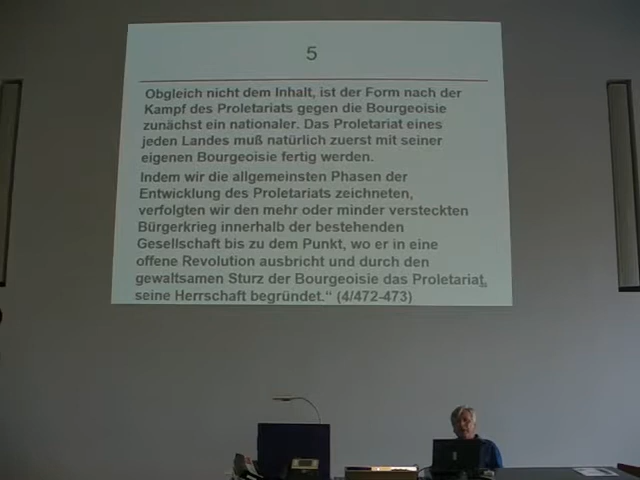 5
Obgleich nicht dem Inhalt, ist der Form nach der
Kampf des Proletariats gegen die Bourgeoisie
zunächst ein nationaler. Das Proletariat eines
jeden Landes muß natürlich zuerst mit seiner
eigenen Bourgeoisie fertig werden.
Indem wir die allgemeinsten Phasen der
Entwicklung des Proletariats zeichneten,
verfolgten wir den mehr oder minder versteckten
Bürgerkrieg innerhalb der bestehenden
Gesellschaft bis zu dem Punkt, wo er in eine
offene Revolution ausbricht und durch den
gewaltsamen Sturz der Bourgeoisie das Proletariat
seine Herrschaft begründet.“ (4/472-473)